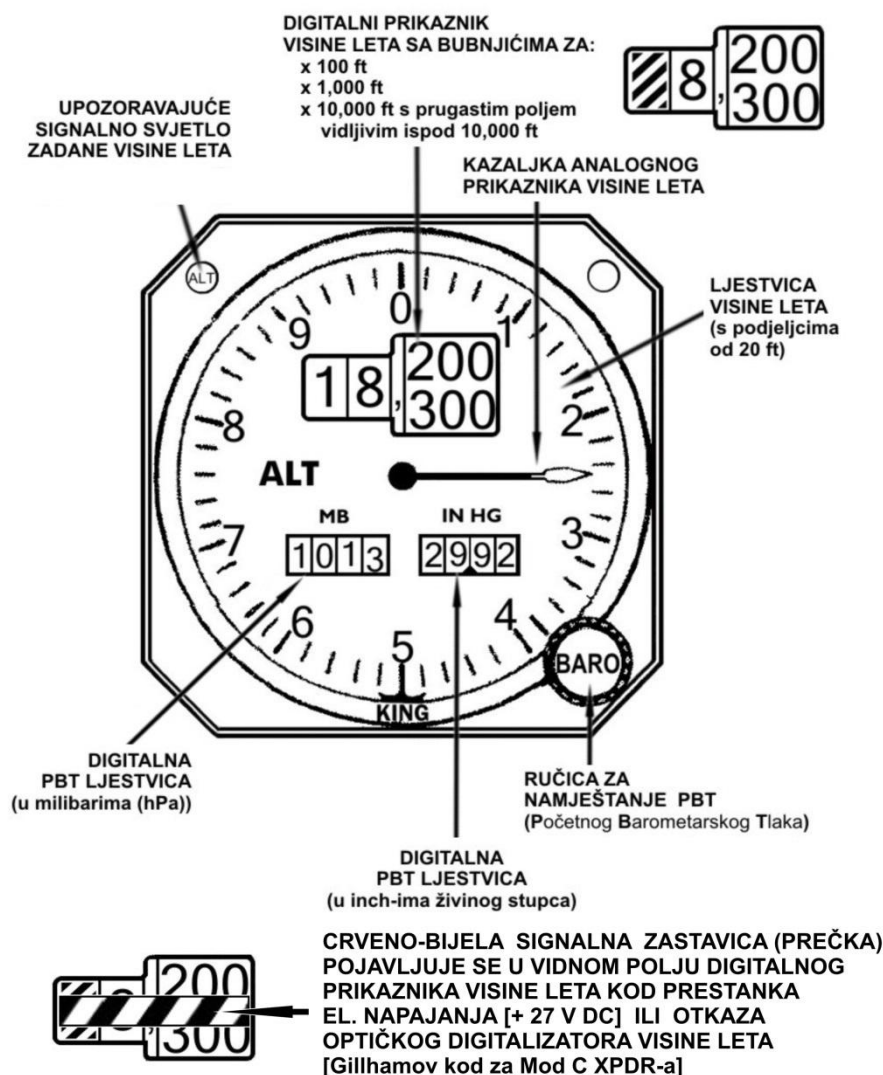 DIGITALNI PRIKAZNIK
VISINE LETA SA BUBNJIĆIMA ZA:
x 100 ft
x 1,000 ft
x 10,000 ft s prugastim poljem
vidljivim ispod 10,000 ft
8,
200
300
UPOZORAVAJUĆE
SIGNALNO SVJETLO
ZADANE VISINE LETA
KAZALJKA ANALOGNOG
PRIKAZNIKA VISINE LETA
ALT
LJESTVICA
VISINE LETA
(s podjeljcima
od 20 ft)
0
1
2
3
4
5
6
7
8
9
18,
200
300
ALT
MB
IN HG
1013
29.92
BARO
KING
DIGITALNA
PBT LJESTVICA
(u milibarima (hPa))
RUČICA ZA
NAMJEŠTANJE PBT
(Početnog Barometarskog Tlaka)
DIGITALNA
PBT LJESTVICA
(u inch-ima živinog stupca)
200
300
CRVENO-BIJELA SIGNALNA ZASTAVICA (PREČKA)
POJAVLJUJE SE U VIDNOM POLJU DIGITALNOG
PRIKAZNIKA VISINE LETA KOD PRESTANKA
EL. NAPAJANJA [+ 27 V DC] ILI OTKAZA
OPTIČKOG DIGITALIZATORA VISINE LETA
[Gillhamov kod za Mod C XPDR-a]